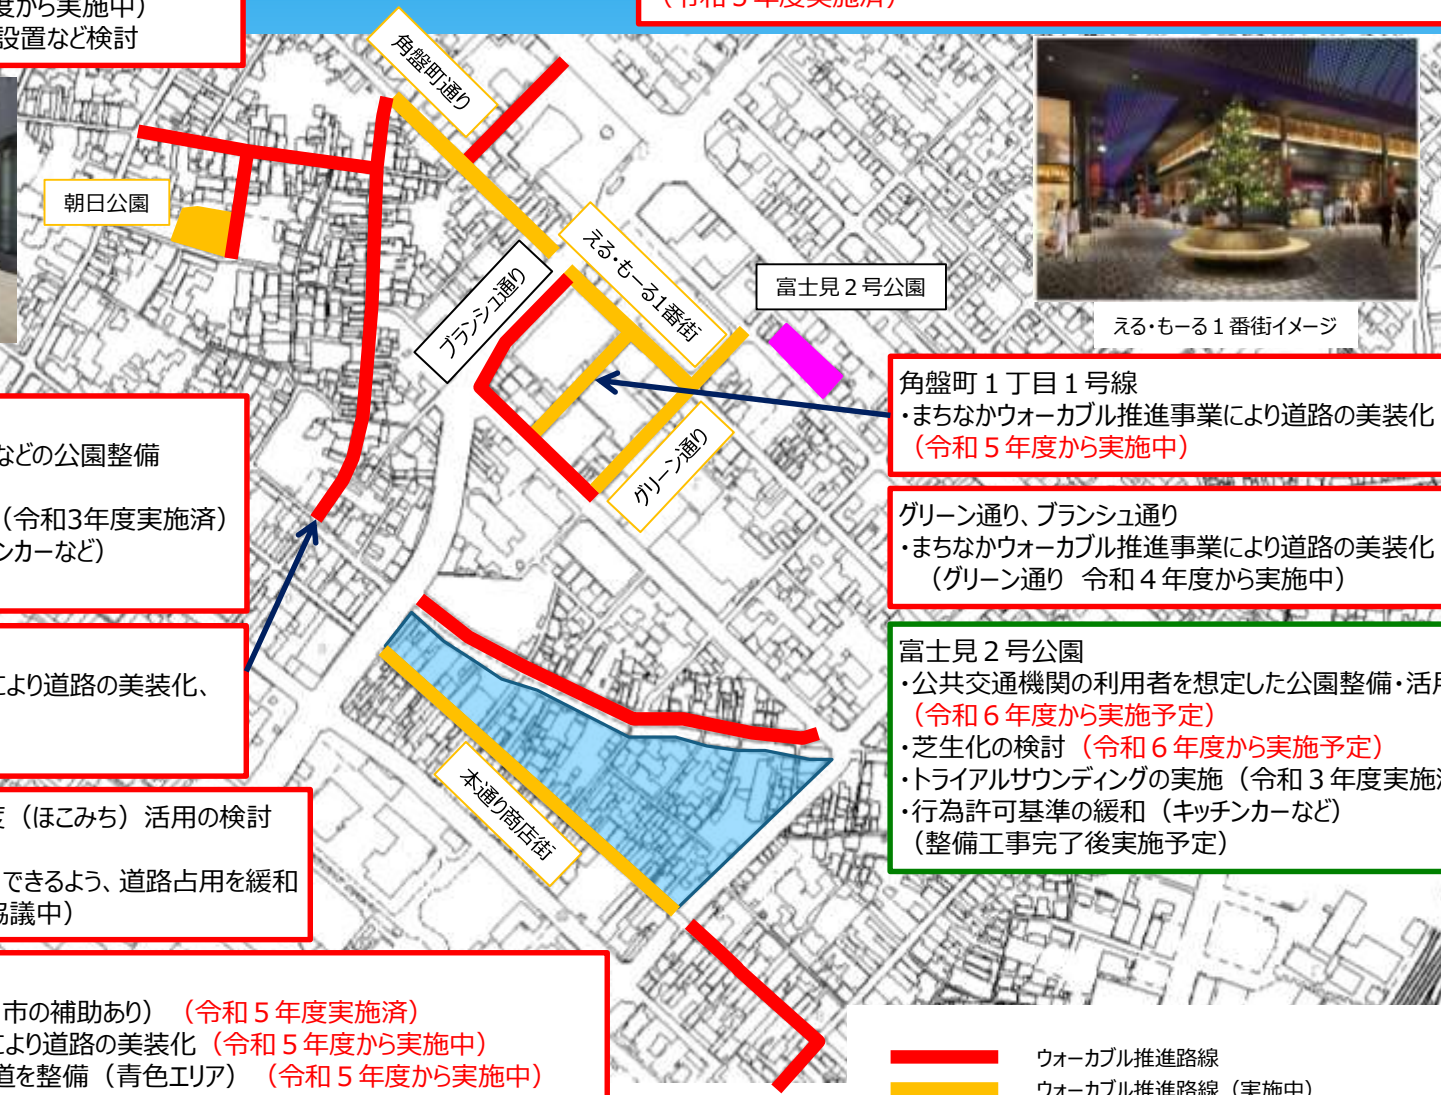 度から実施中）
設置など検討
（令和５年度実施済）
角盤町通り
朝日公園
える・もーる1番街
ブランシュ通り
富士見２号公園
える・もーる１番街イメージ
グリーン通り
本通り商店街
などの公園整備
（令和3年度実施済）
ンカーなど）
より道路の美装化、
度（ほこみち）活用の検討
できるよう、道路占用を緩和
協議中）
市の補助あり）（令和５年度実施済）
より道路の美装化（令和５年度から実施中）
道を整備（青色エリア）（令和５年度から実施中）
角盤町１丁目１号線
・まちなかウォーカブル推進事業により道路の美装化
（令和５年度から実施中）
グリーン通り、ブランシュ通り
・まちなかウォーカブル推進事業により道路の美装化
（グリーン通り 令和４年度から実施中）
富士見２号公園
・公共交通機関の利用者を想定した公園整備・活用
（令和６年度から実施予定）
・芝生化の検討（令和６年度から実施予定）
・トライアルサウンディングの実施（令和３年度実施済
・行為許可基準の緩和（キッチンカーなど）
（整備工事完了後実施予定）
ウォーカブル推進路線
ウォーカブル推進路線（実施中）